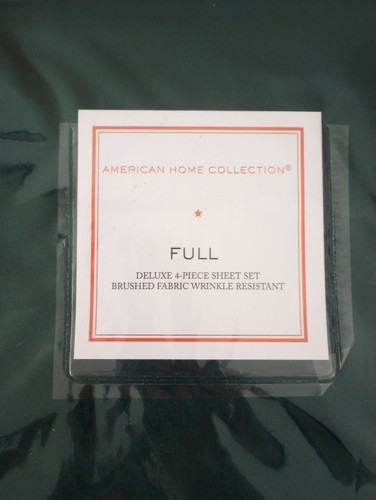 AMERICAN HOME COLLECTION®
FULL
DELUXE 4-PIECE SHEET SET
BRUSHED FABRIC WRINKLE RESISTANT